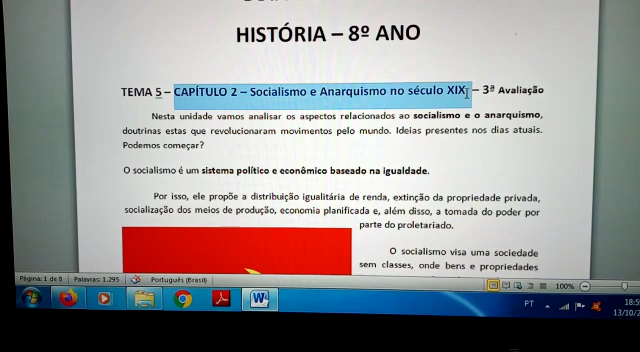 HISTÓRIA – 8º ANO
TEMA 5 – CAPÍTULO 2 – Socialismo e Anarquismo no século XIX – 3ª Avaliação
Nesta unidade vamos analisar os aspectos relacionados ao socialismo e o anarquismo,
doutrinas estas que revolucionaram movimentos pelo mundo. Ideias presentes nos dias atuais.
Podemos começar?
O socialismo é um sistema político e econômico baseado na igualdade.
Por isso, ele propõe a distribuição igualitária de renda, extinção da propriedade privada,
socialização dos meios de produção, economia planificada e, além disso, a tomada do poder por
parte do proletariado.
O socialismo visa uma sociedade
sem classes, onde bens e propriedades
Página: 1 de 8 Palavras: 1.295 Português (Brasil) 100%
PT 18:5
13/10/2